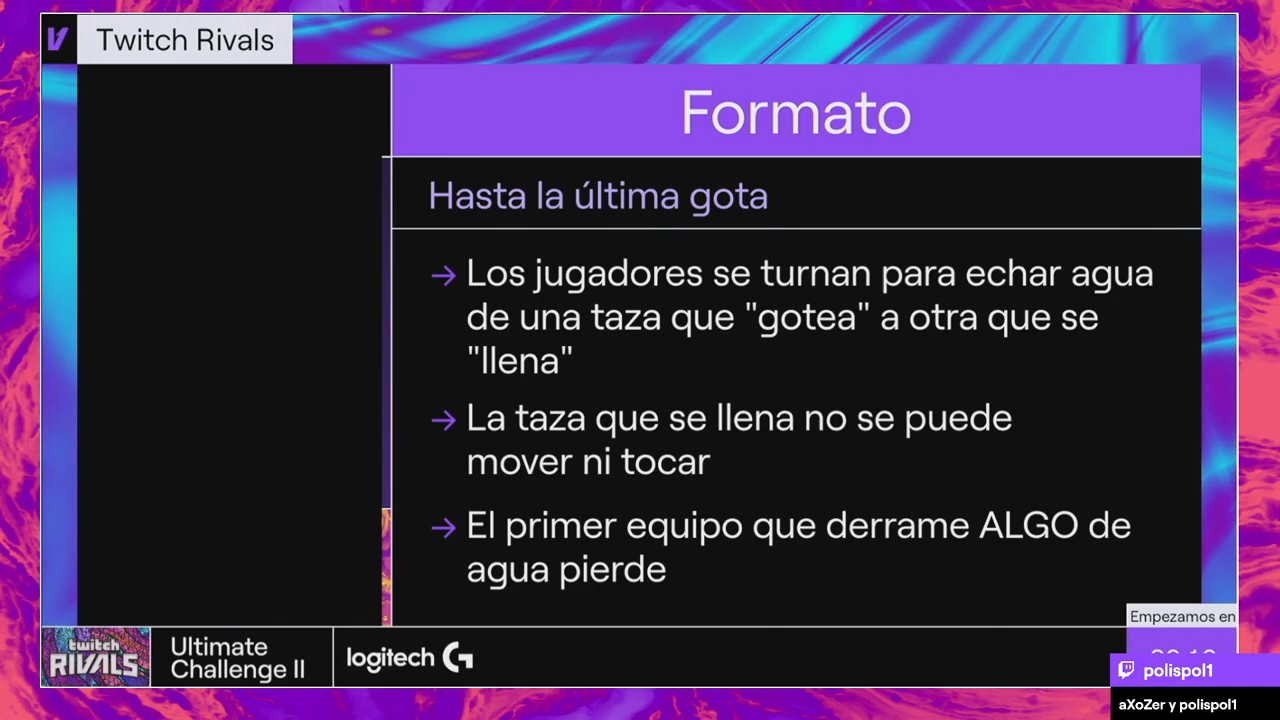 Twitch Rivals
Formato
Hasta la última gota
→ Los jugadores se turnan para echar agua
de una taza que "gotea" a otra que se
"llena"
→ La taza que se llena no se puede
mover ni tocar
→ El primer equipo que derrame ALGO de
agua pierde
Empezamos en
twitch
RIVALS
Ultimate
Challenge II
logitech G
polispol1
aXoZer y polispol1